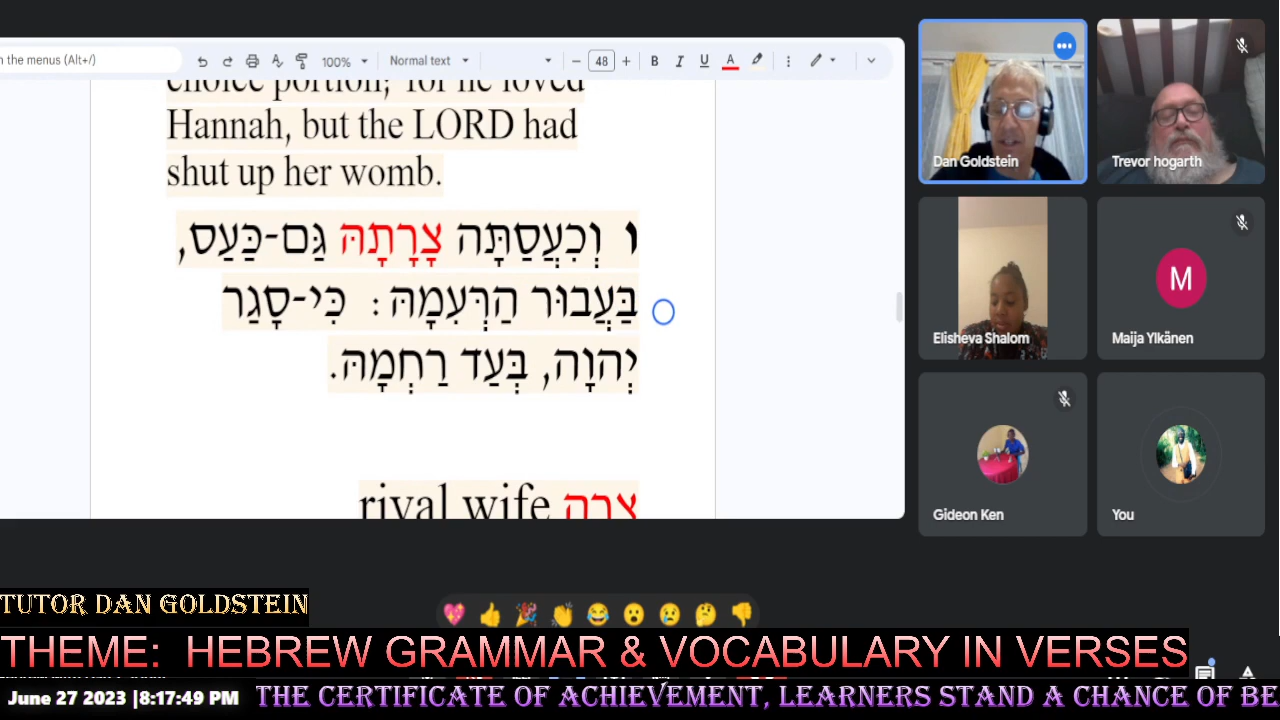 n the menus (Alt+/)
100%
Normal text
48
B I U A
choice portion; for he loved
Hannah, but the LORD had
shut up her womb.
ו וְכִעֲסַתָּה צָרָתָהּ גַּם-כַּעַס,
בַּעֲבוּר הַרְּעִמָהּ: כִּי-סָגַר
יְהוָה, בְּעַד רַחְמָהּ.
rival wife צרה
Dan Goldstein
Trevor hogarth
Elisheva Shalom
M
Maija Ylkänen
Gideon Ken
You
TUTOR DAN GOLDSTEIN
THEME: HEBREW GRAMMAR & VOCABULARY IN VERSES
June 27 2023 |8:17:49 PM
THE CERTIFICATE OF ACHIEVEMENT, LEARNERS STAND A CHANCE OF BE